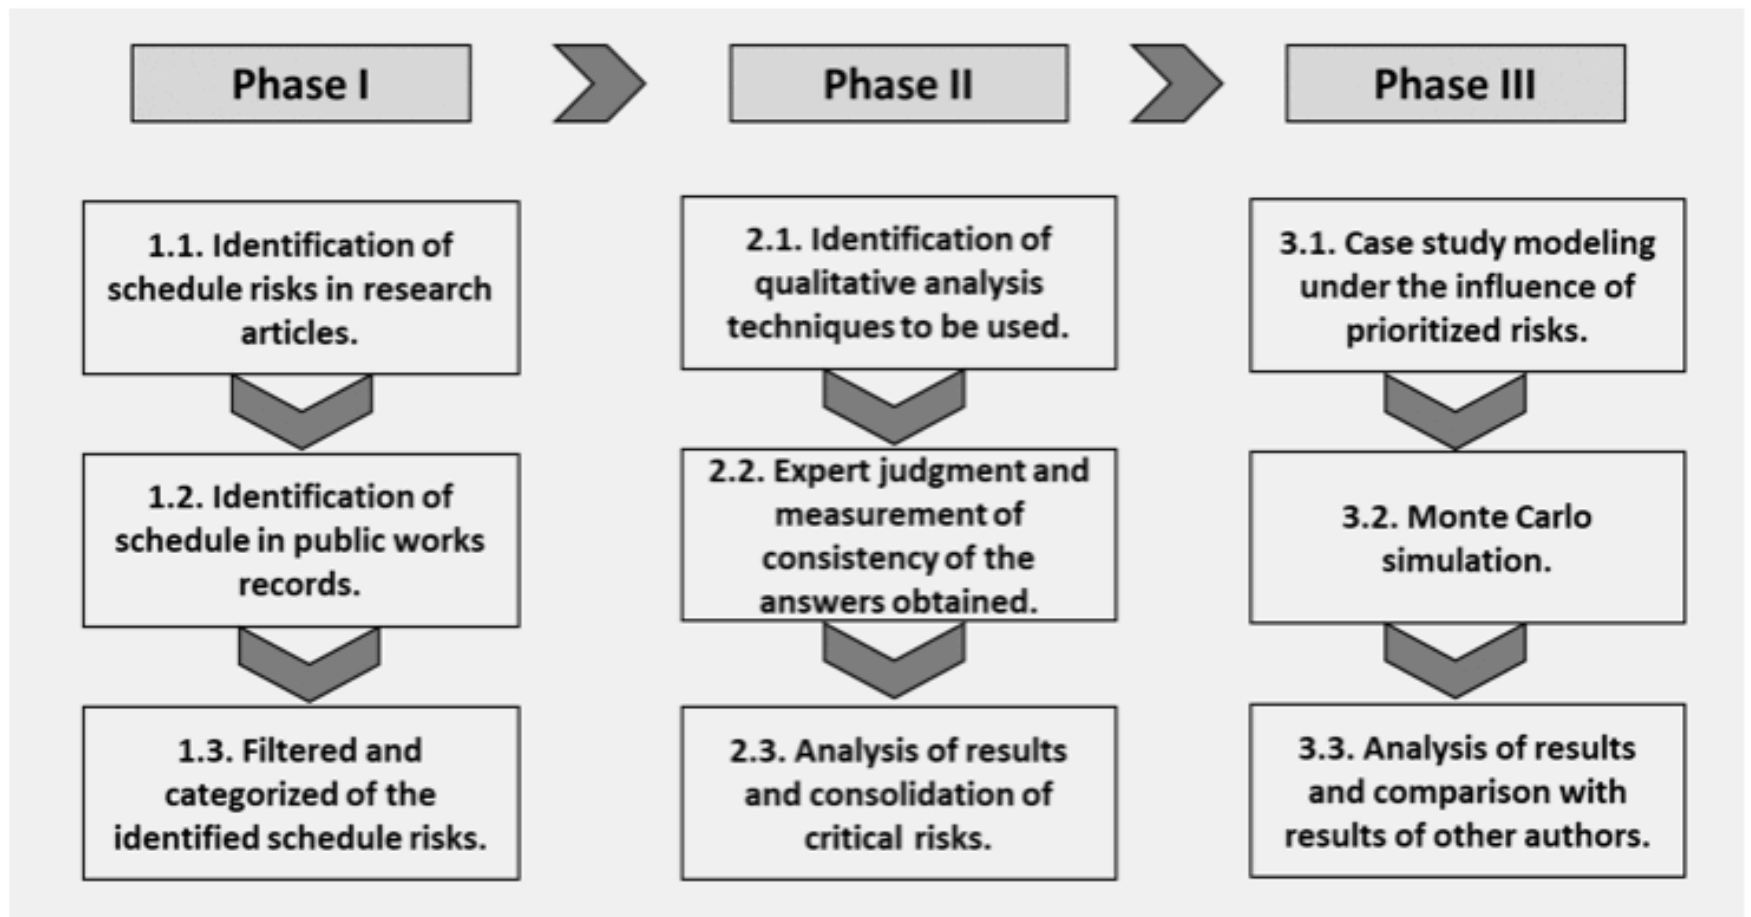 Phase I
Phase II
Phase III
1.1. Identification of
schedule risks in research
articles.
1.2. Identification of
schedule in public works
records.
1.3. Filtered and
categorized of the
identified schedule risks.
2.1. Identification of
qualitative analysis
techniques to be used.
2.2. Expert judgment and
measurement of
consistency of the
answers obtained.
2.3. Analysis of results
and consolidation of
critical risks.
3.1. Case study modeling
under the influence of
prioritized risks.
3.2. Monte Carlo
simulation.
3.3. Analysis of results
and comparison with
results of other authors.